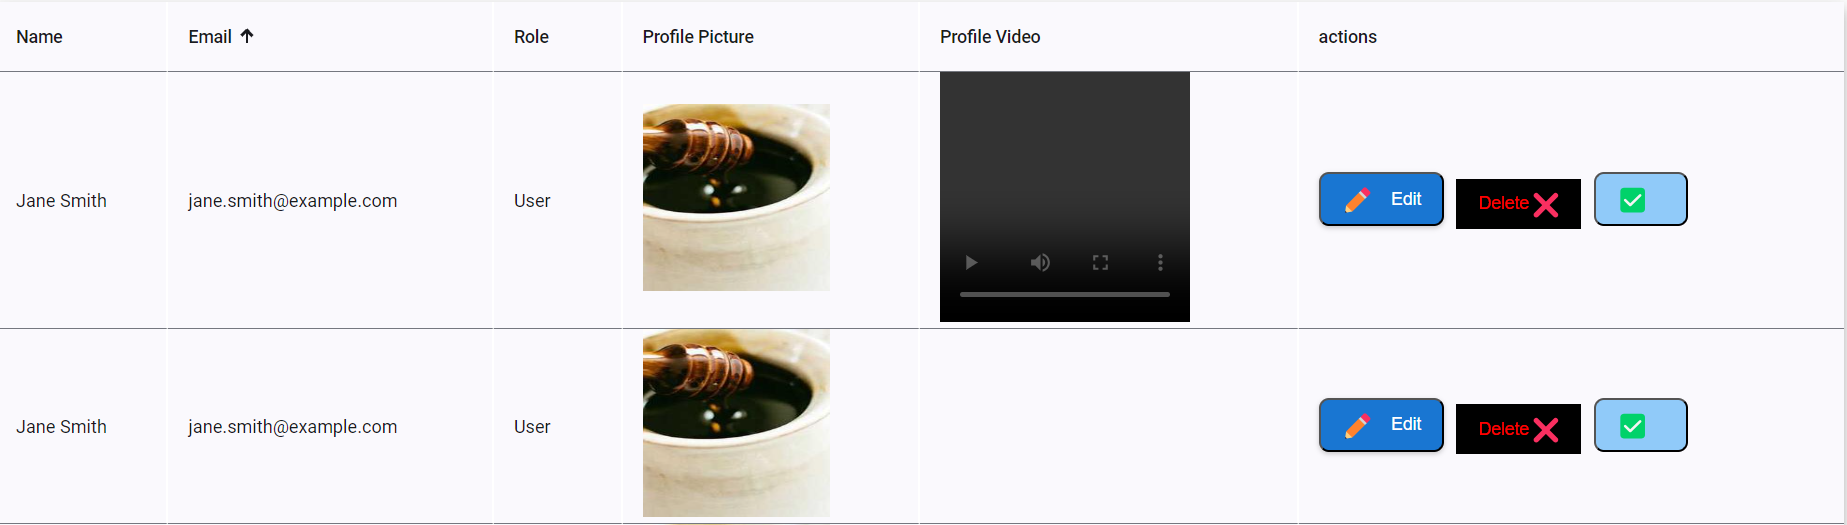 Name Email ↑ Role Profile Picture Profile Video actions
Jane Smith jane.smith@example.com User Edit Delete
Jane Smith jane.smith@example.com User Edit Delete